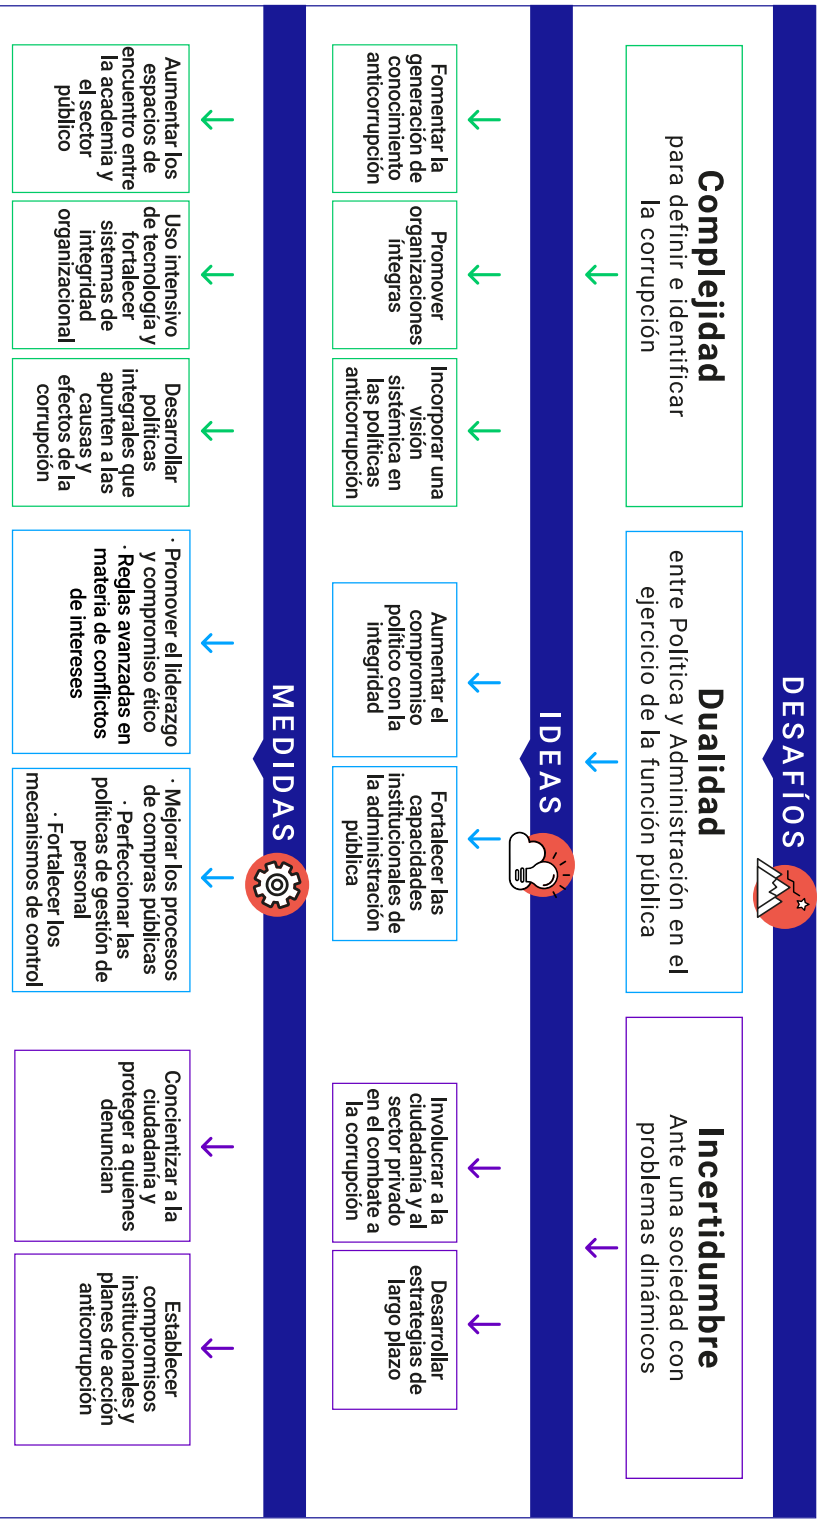 DESAFÍOS
Complejidad
para definir e identificar
la corrupción
Dualidad
entre Política y Administración en el
ejercicio de la función pública
Incertidumbre
Ante una sociedad con
problemas dinámicos
IDEAS
Fomentar la
generación de
conocimiento
anticorrupción
Promover
organizaciones
íntegras
Incorporar una
visión
sistémica en
las políticas
anticorrupción
Aumentar el
compromiso
político con la
integridad
Fortalecer las
capacidades
institucionales de
la administración
pública
Involucrar a la
ciudadanía y al
sector privado
en el combate a
la corrupción
Desarrollar
estrategias de
largo plazo
MEDIDAS
Aumentar los
espacios de
encuentro entre
la academia y
el sector
público
Uso intensivo
de tecnología y
fortalecer
sistemas de
integridad
organizacional
Desarrollar
políticas
integrales que
apunten a las
causas y
efectos de la
corrupción
· Promover el liderazgo
y compromiso ético
· Reglas avanzadas en
materia de conflictos
de intereses
· Mejorar los procesos
de compras públicas
· Perfeccionar las
políticas de gestión de
personal
· Fortalecer los
mecanismos de control
Concientizar a la
ciudadanía y
proteger a quienes
denuncian
Establecer
compromisos
institucionales y
planes de acción
anticorrupción